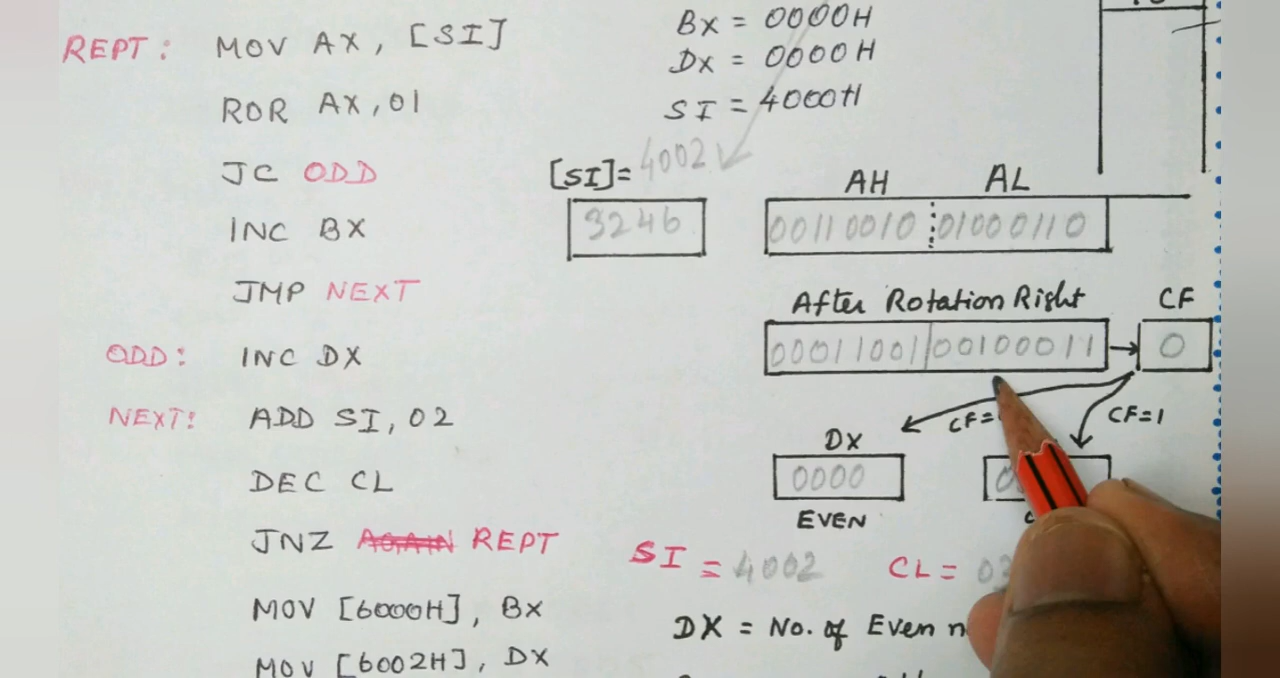 REPT: MOV AX, [SI]
ROR AX, 01
JC ODD
INC BX
JMP NEXT
ODD: INC DX
NEXT: ADD SI, 02
DEC CL
JNZ REPT
MOV [6000H], BX
MOV [6002H], DX
BX = 0000H
DX = 0000H
SI = 4000H
[SI] = 4002
3246
AH AL
00110010 01000110
After Rotation Right CF
000110011 00100011 → 0
CF= CF=1
DX
0000
EVEN
SI = 4002 CL =
DX = No. of Even